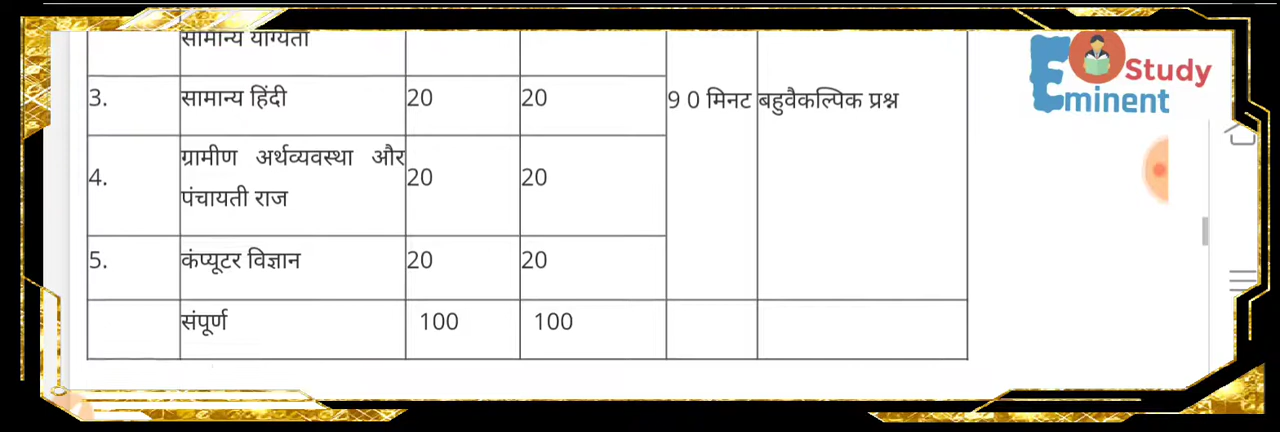 सामान्य योग्यता
3. सामान्य हिंदी 20 20 9 0 मिनट बहुवैकल्पिक प्रश्न
4. ग्रामीण अर्थव्यवस्था और पंचायती राज 20 20
5. कंप्यूटर विज्ञान 20 20
संपूर्ण 100 100
Study
Eminent